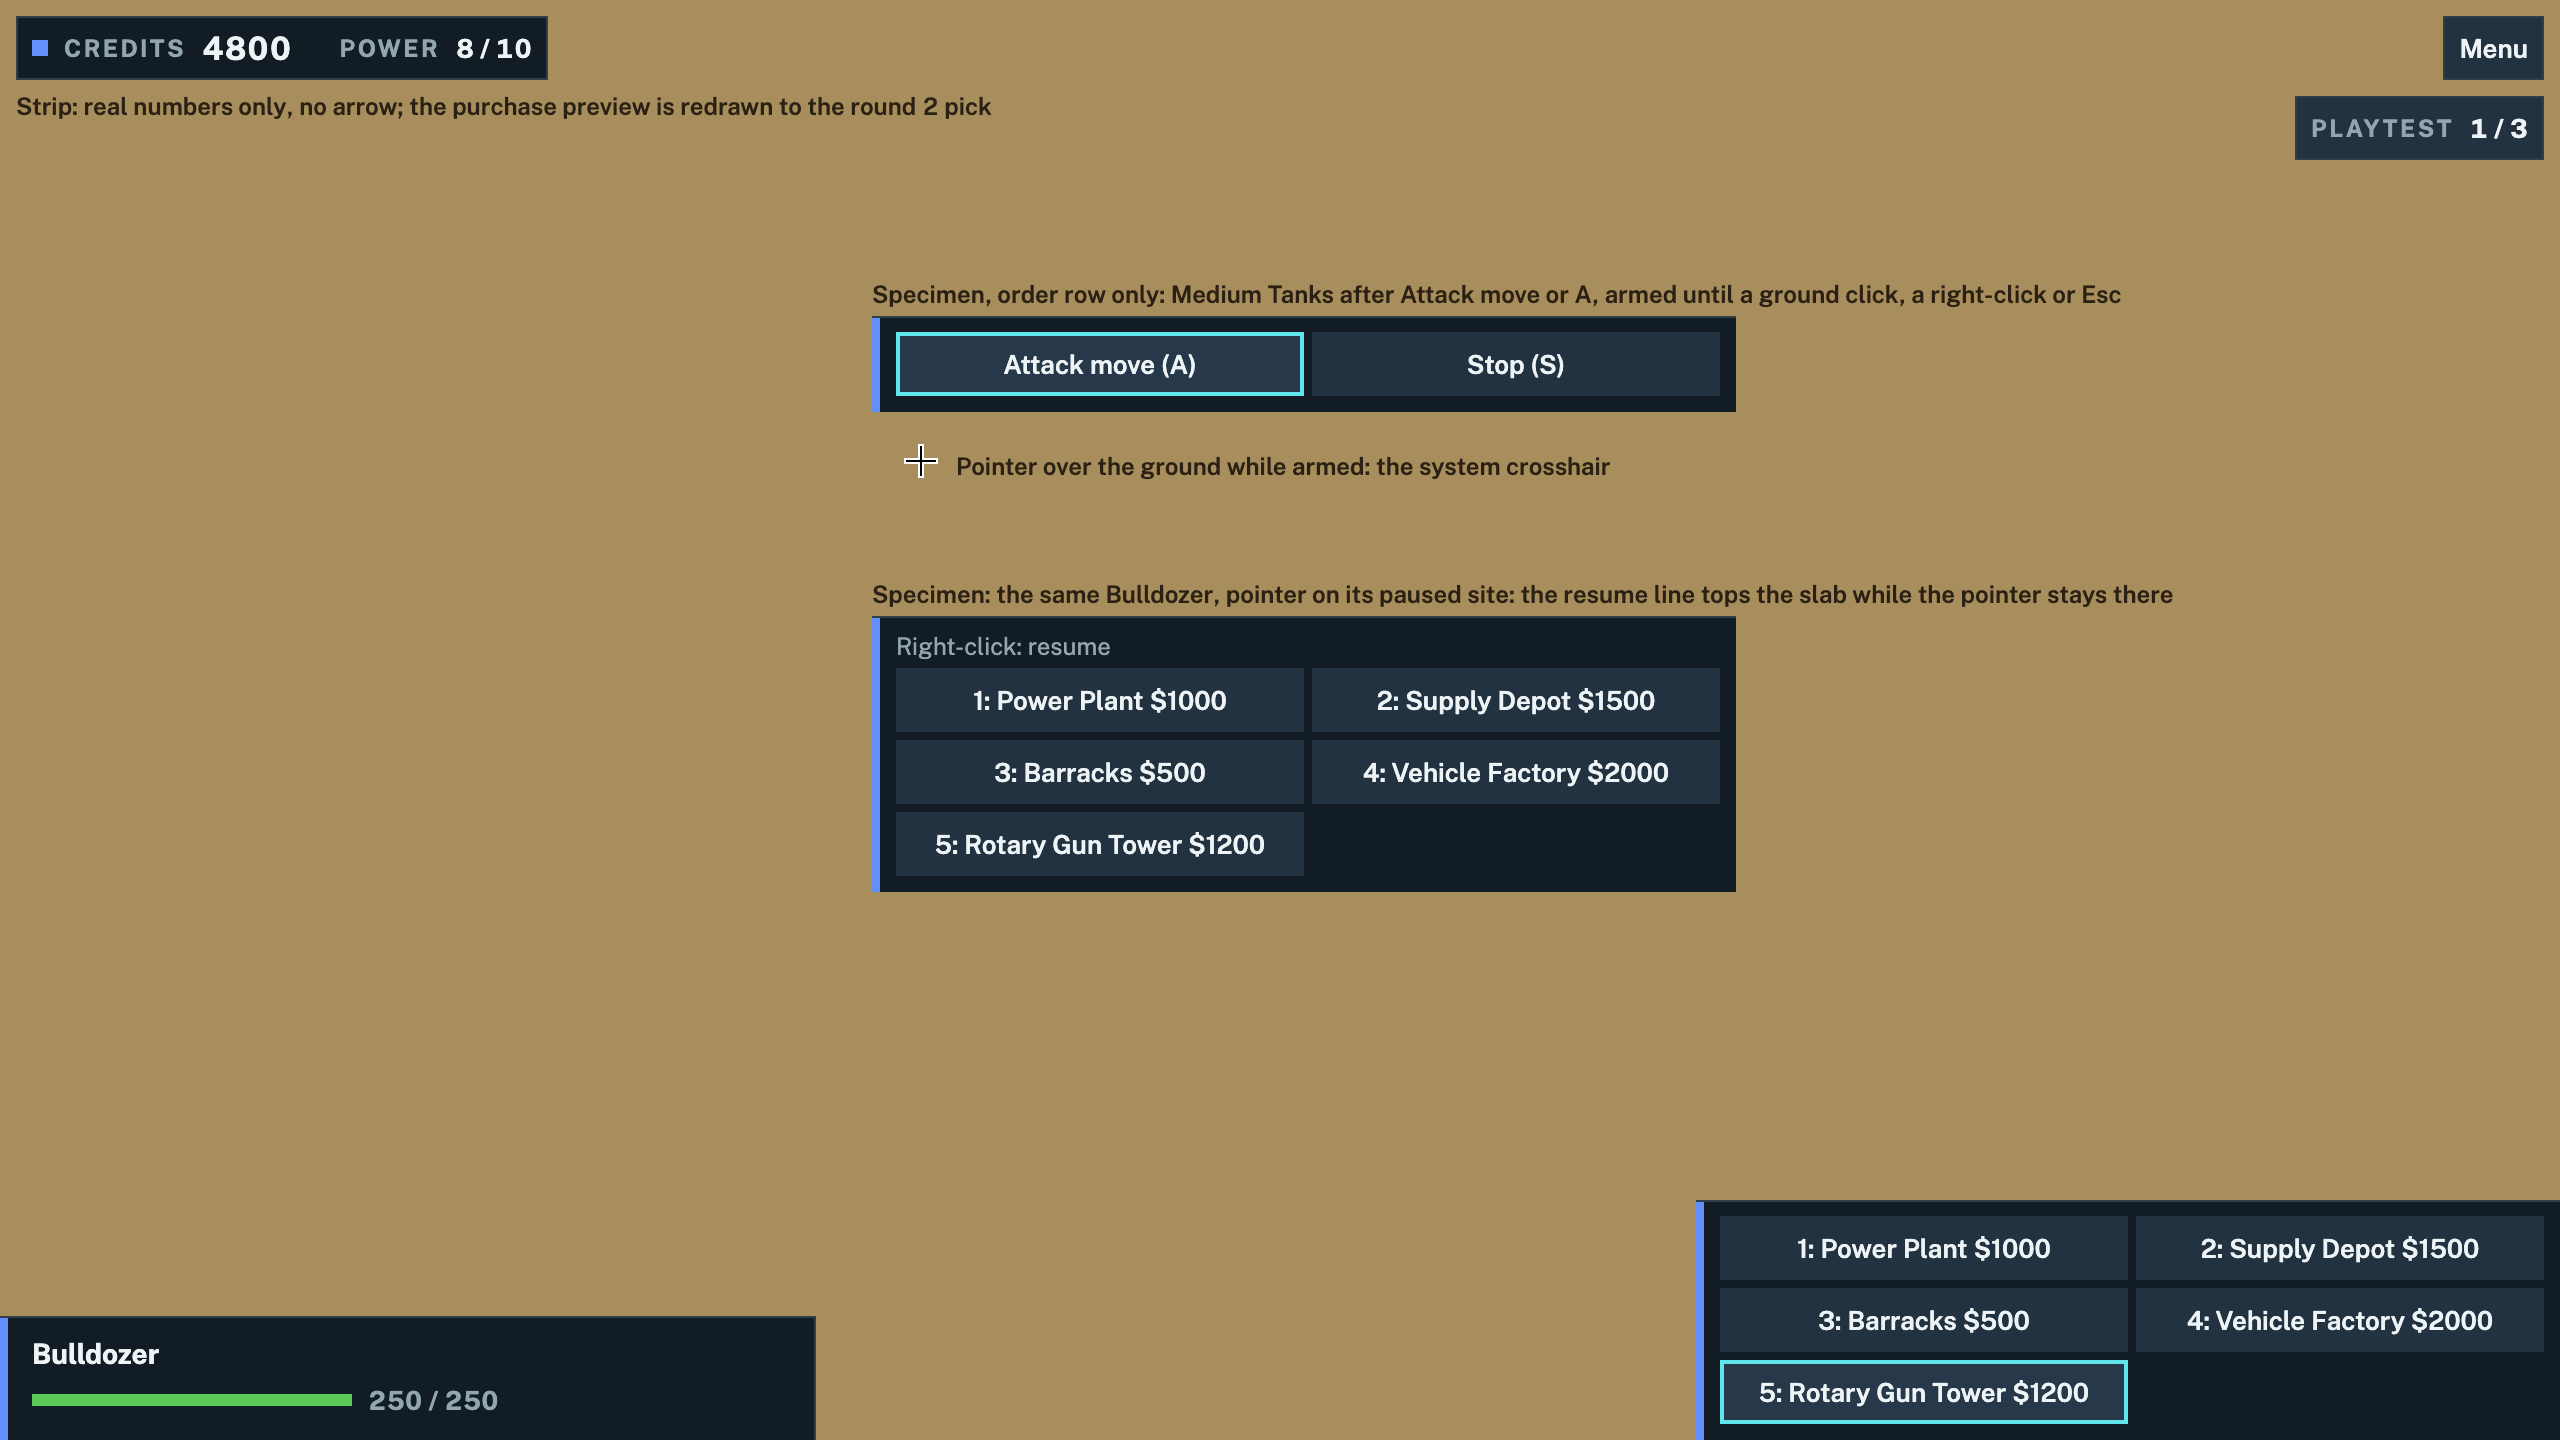 CREDITS 4800 POWER 8 / 10
Menu
Strip: real numbers only, no arrow; the purchase preview is redrawn to the round 2 pick
PLAYTEST 1 / 3
Specimen, order row only: Medium Tanks after Attack move or A, armed until a ground click, a right-click or Esc
Attack move (A)
Stop (S)
Pointer over the ground while armed: the system crosshair
Specimen: the same Bulldozer, pointer on its paused site: the resume line tops the slab while the pointer stays there
Right-click: resume
1: Power Plant $1000
2: Supply Depot $1500
3: Barracks $500
4: Vehicle Factory $2000
5: Rotary Gun Tower $1200
Bulldozer
250 / 250
1: Power Plant $1000
2: Supply Depot $1500
3: Barracks $500
4: Vehicle Factory $2000
5: Rotary Gun Tower $1200